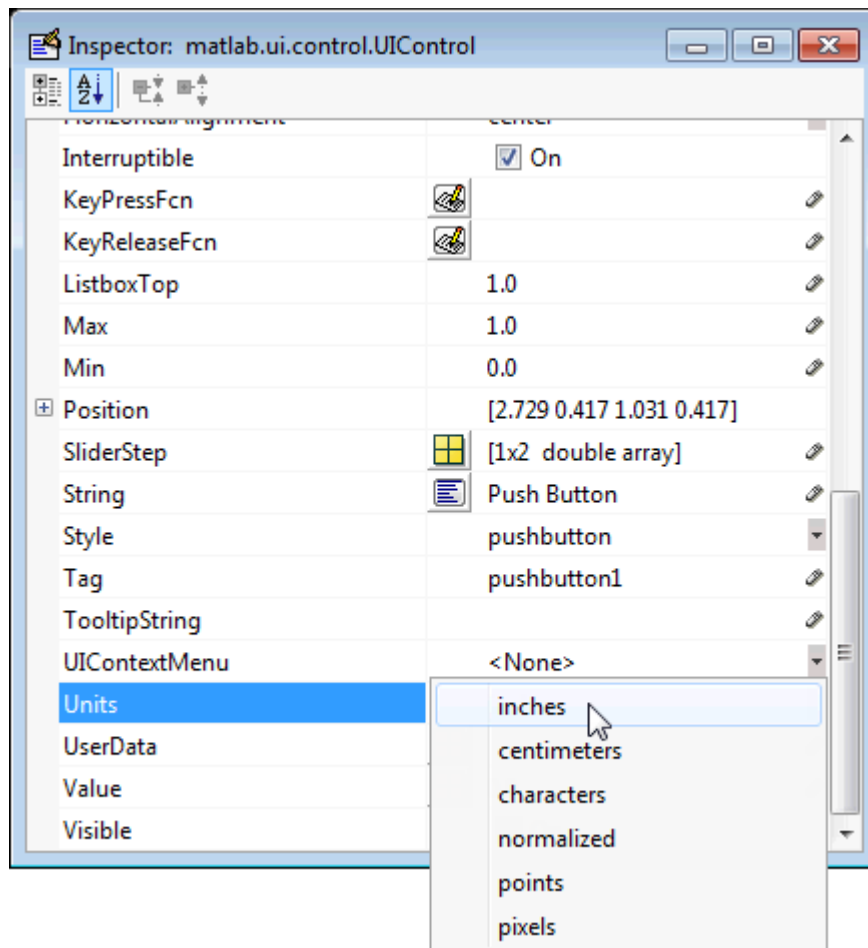 Inspector: matlab.ui.control.UIControl
HorizontalAlignment center
Interruptible On
KeyPressFcn
KeyReleaseFcn
ListboxTop 1.0
Max 1.0
Min 0.0
Position [2.729 0.417 1.031 0.417]
SliderStep [1x2 double array]
String Push Button
Style pushbutton
Tag pushbutton1
TooltipString
UIContextMenu <None>
Units inches
UserData centimeters
Value characters
Visible normalized
points
pixels